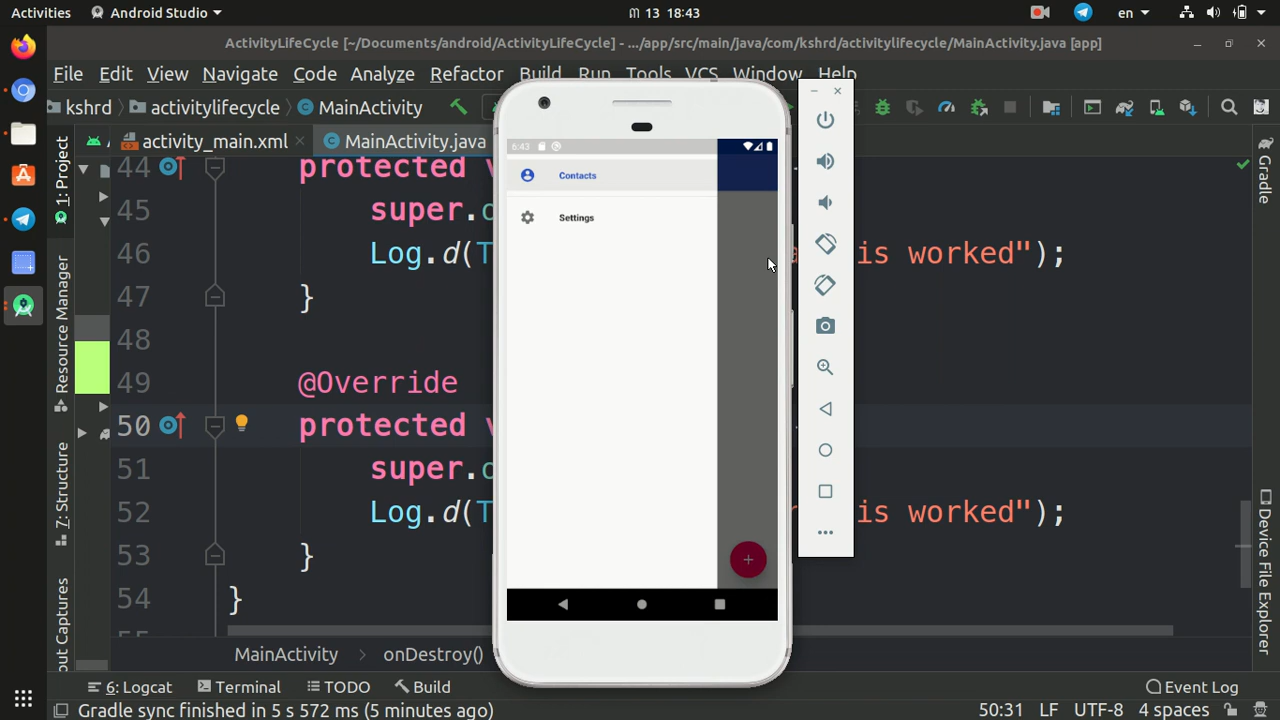 Activities Android Studio ▾ ៣ 13 18:43 en ▾
ActivityLifeCycle [~/Documents/android/ActivityLifeCycle] - .../app/src/main/java/com/kshrd/activitylifecycle/MainActivity.java [app]
File Edit View Navigate Code Analyze Refactor Build Run Tools VCS Window Help
kshrd activitylifecycle MainActivity
activity_main.xml MainActivity.java
1: Project
Resource Manager
7: Structure
out Captures
Gradle
Device File Explorer
44 protected
45 super.
46 Log.d( is worked");
47 }
48
49 @Override
50 protected
51 super.
52 Log.d( is worked");
53 }
54 }
6:43
Contacts
Settings
MainActivity > onDestroy()
6: Logcat Terminal TODO Build Event Log
Gradle sync finished in 5 s 572 ms (5 minutes ago) 50:31 LF UTF-8 4 spaces